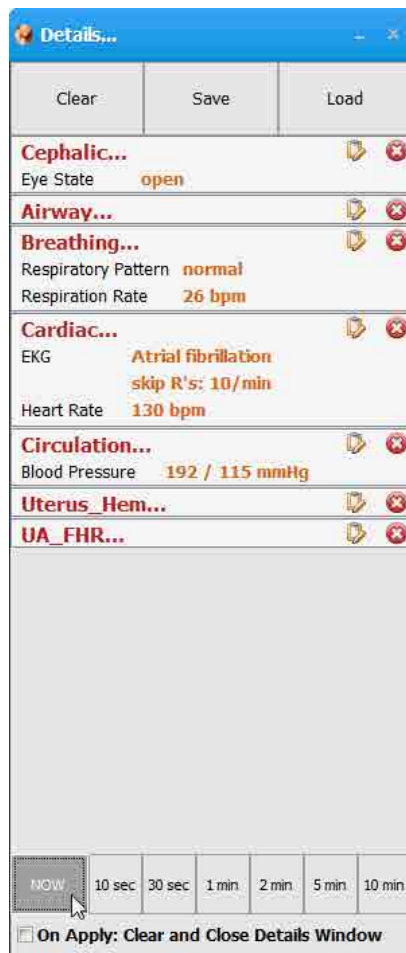 Details...
Clear Save Load
Cephalic...
Eye State open
Airway...
Breathing...
Respiratory Pattern normal
Respiration Rate 26 bpm
Cardiac...
EKG Atrial fibrillation
skip R's: 10/min
Heart Rate 130 bpm
Circulation...
Blood Pressure 192 / 115 mmHg
Uterus_Hem...
UA_FHR...
NOW 10 sec 30 sec 1 min 2 min 5 min 10 min
On Apply: Clear and Close Details Window